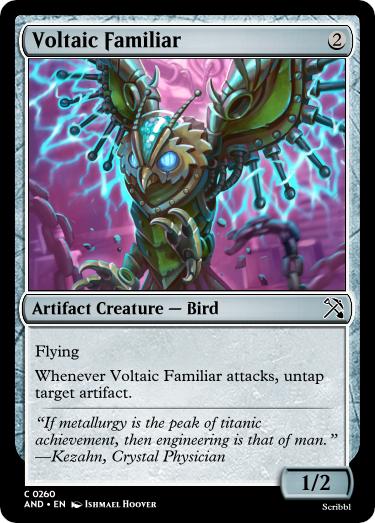 Voltaic Familiar 2
Artifact Creature — Bird
Flying
Whenever Voltaic Familiar attacks, untap
target artifact.
“If metallurgy is the peak of titanic
achievement, then engineering is that of man.”
—Kezahn, Crystal Physician
1/2
C 0260
AND • EN Ishmael Hoover
Scribbl